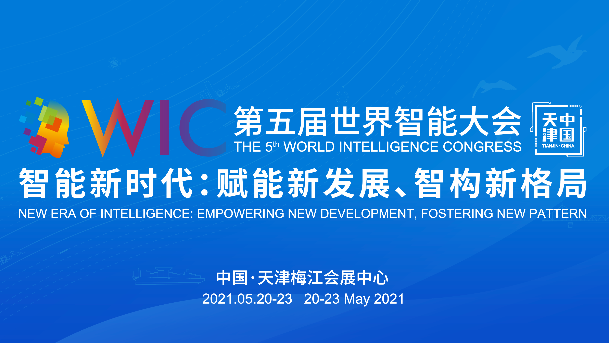 WIC 第五届世界智能大会
THE 5th WORLD INTELLIGENCE CONGRESS
天津 中国
TIANJIN·CHINA
智能新时代：赋能新发展、智构新格局
NEW ERA OF INTELLIGENCE: EMPOWERING NEW DEVELOPMENT, FOSTERING NEW PATTERN
中国·天津梅江会展中心
2021.05.20-23 20-23 May 2021